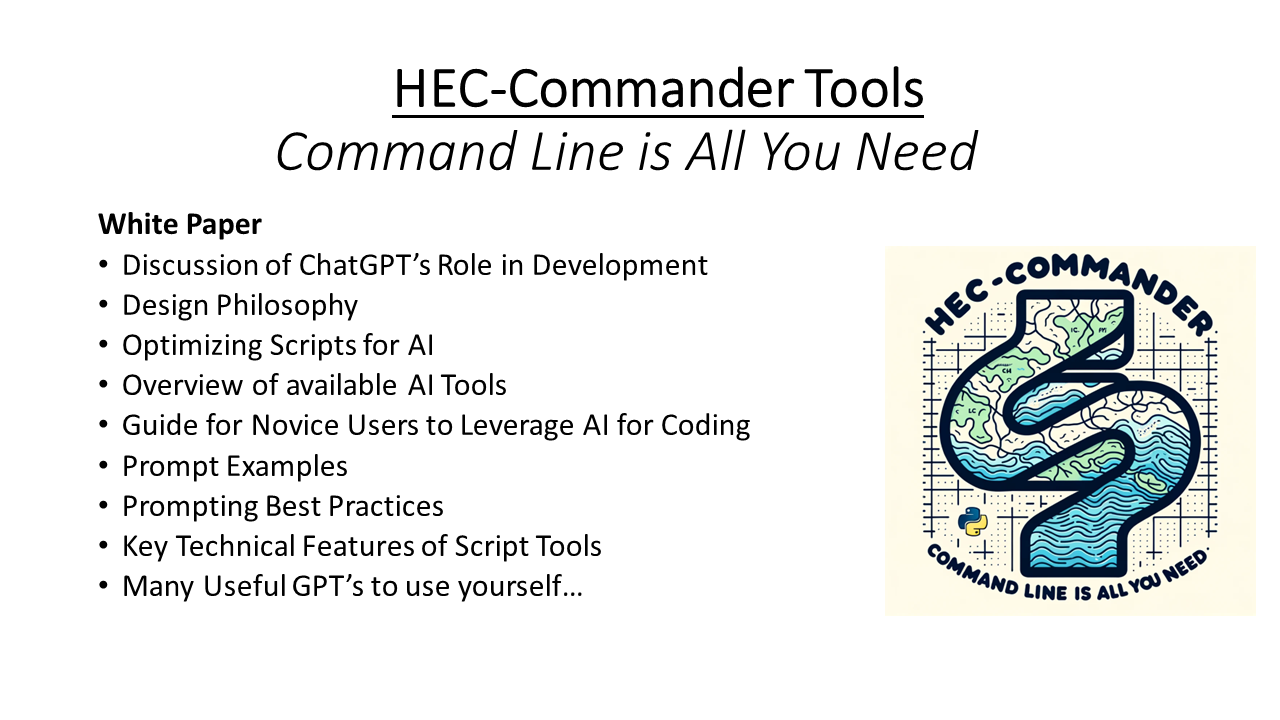 HEC-Commander Tools
Command Line is All You Need
White Paper
• Discussion of ChatGPT’s Role in Development
• Design Philosophy
• Optimizing Scripts for AI
• Overview of available AI Tools
• Guide for Novice Users to Leverage AI for Coding
• Prompt Examples
• Prompting Best Practices
• Key Technical Features of Script Tools
• Many Useful GPT’s to use yourself…
HEC-COMMANDER
IC.
CH
LC
COMMAND LINE IS ALL YOU NEED